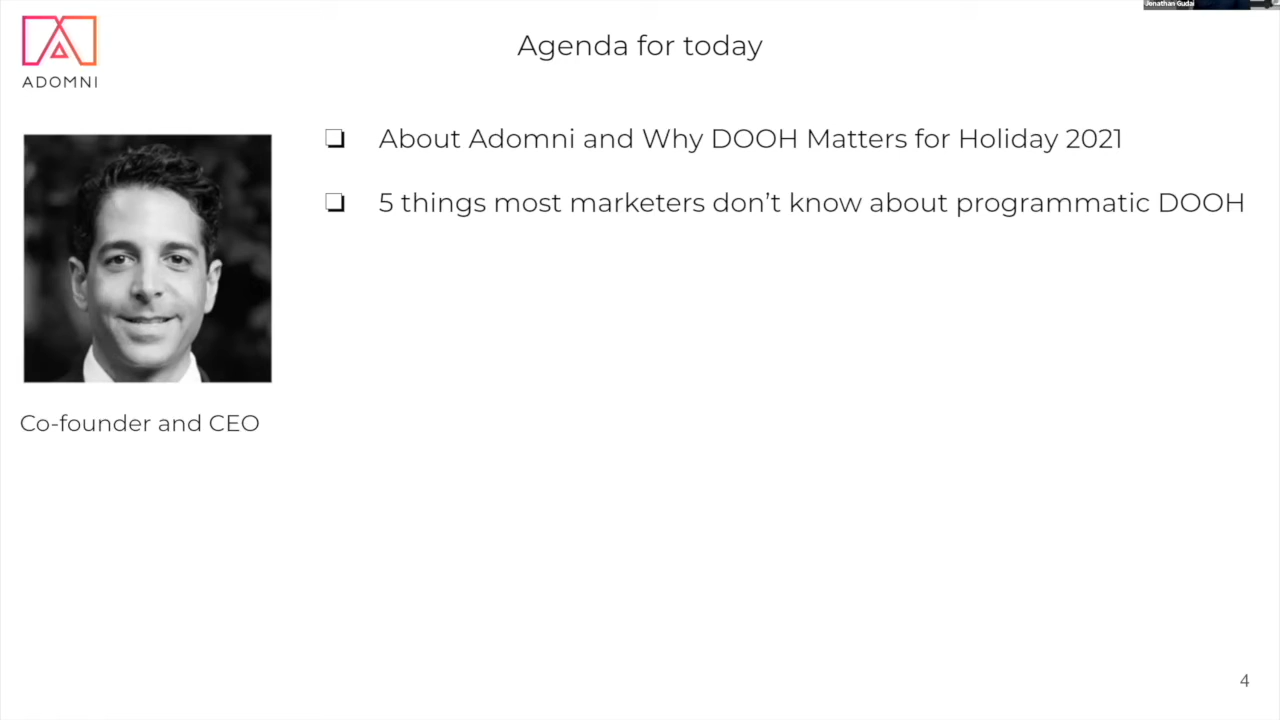 Jonathan Gudai
Agenda for today
ADOMNI
About Adomni and Why DOOH Matters for Holiday 2021
5 things most marketers don’t know about programmatic DOOH
Co-founder and CEO
4